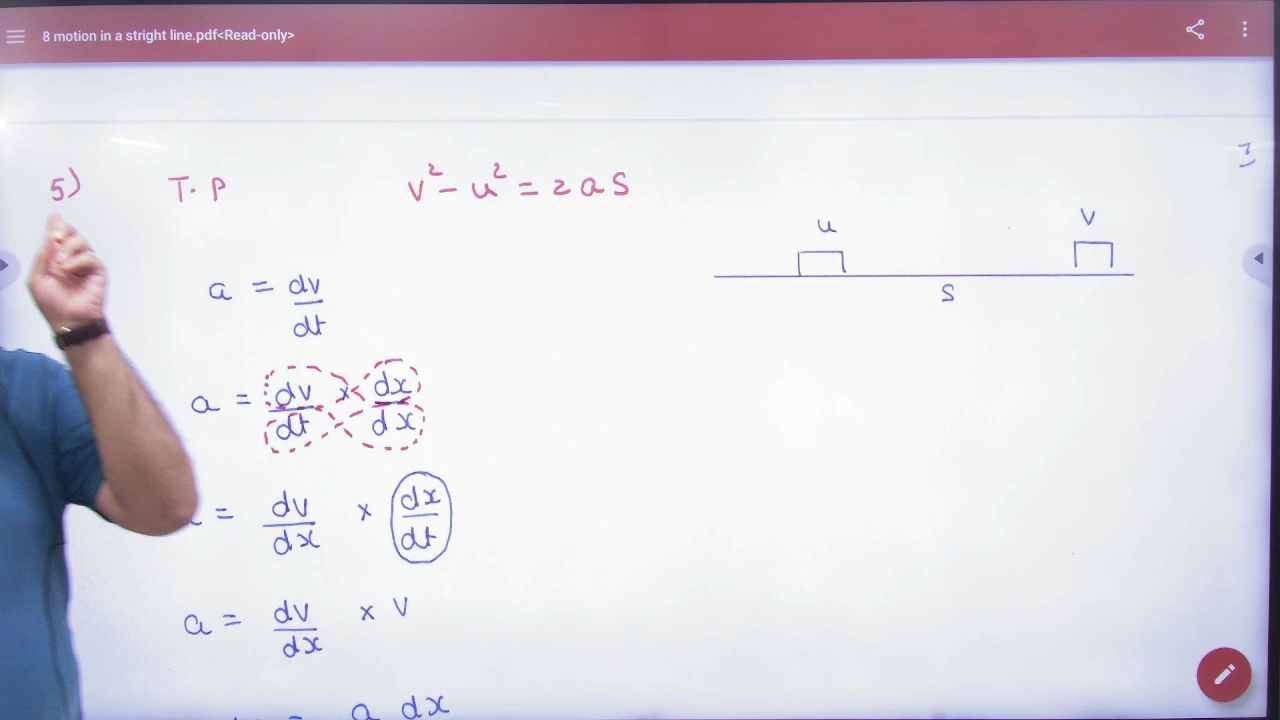 8 motion in a stright line.pdf<Read-only>
5) T. P v² - u² = 2 a S
u v
S
a = dv/dt
a = dv/dt × dx/dx
= dv/dx × dx/dt
a = dv/dx × v
= a dx